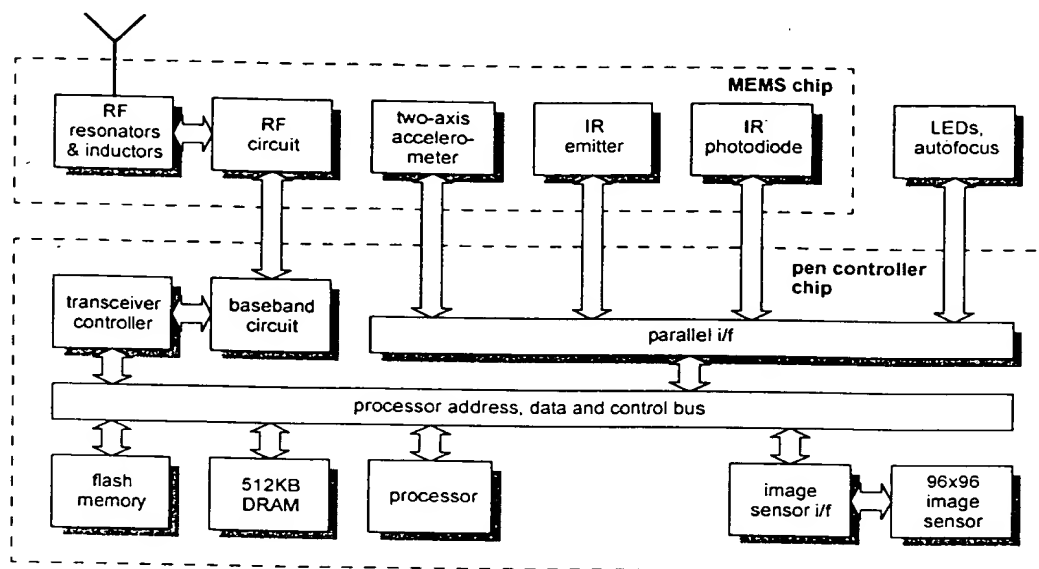 MEMS chip
RF
resonators
& inductors
RF
circuit
two-axis
accelero-
meter
IR
emitter
IR
photodiode
LEDs,
autofocus
pen controller
chip
transceiver
controller
baseband
circuit
parallel i/f
processor address, data and control bus
flash
memory
512KB
DRAM
processor
image
sensor i/f
96x96
image
sensor